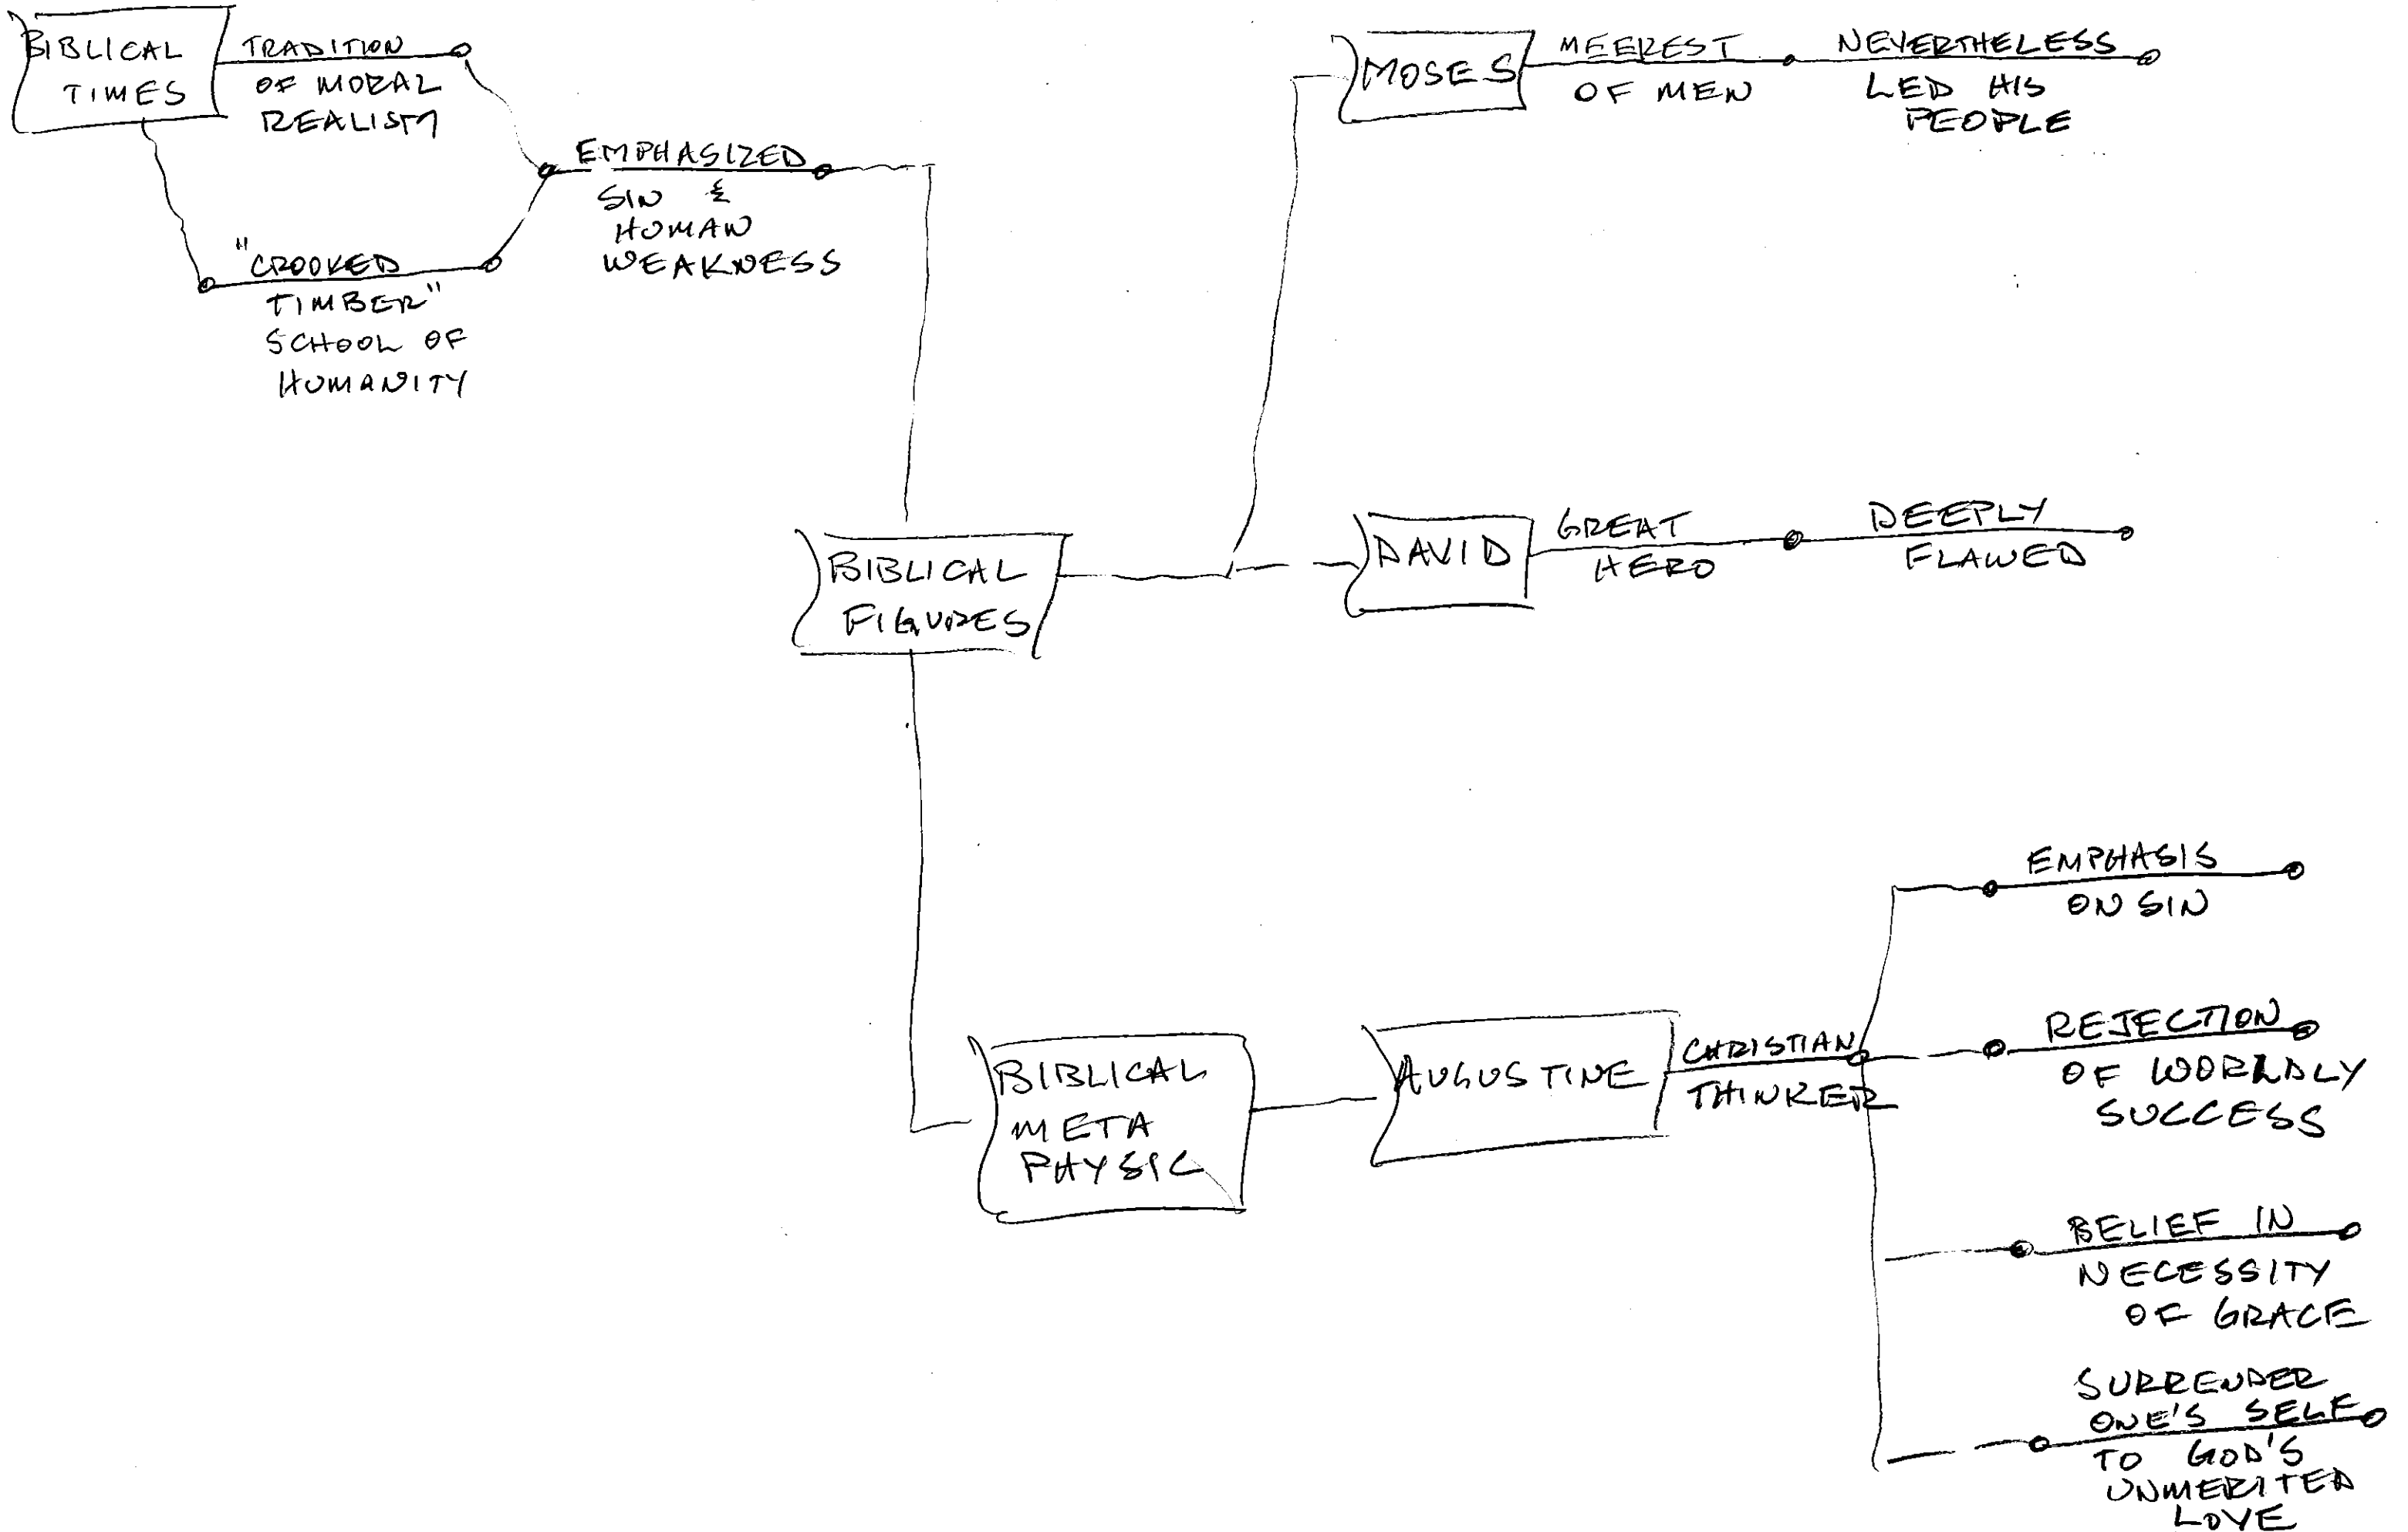 BIBLICAL
TIMES
TRADITION
OF MORAL
REALISM
"CROOKED
TIMBER"
SCHOOL OF
HUMANITY
EMPHASIZED
SIN &
HUMAN
WEAKNESS
BIBLICAL
FIGURES
MOSES
MEEREST
OF MEN
NEVERTHELESS
LED HIS
PEOPLE
DAVID
GREAT
HERO
DEEPLY
FLAWED
BIBLICAL
META
PHYSIC
AUGUSTINE
CHRISTIAN
THINKER
EMPHASIS
ON SIN
REJECTION
OF WORLDLY
SUCCESS
BELIEF IN
NECESSITY
OF GRACE
SURRENDER
ONE'S SELF
TO GOD'S
UNMERITED
LOVE